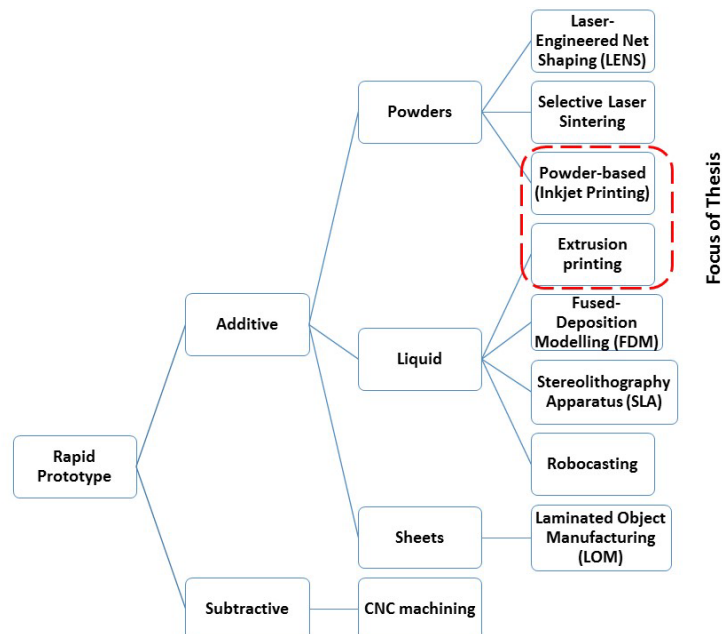 Laser-
Engineered Net
Shaping (LENS)
Powders
Selective Laser
Sintering
Powder-based
(Inkjet Printing)
Focus of Thesis
Extrusion
printing
Additive
Fused-
Deposition
Modelling (FDM)
Liquid
Stereolithography
Apparatus (SLA)
Rapid
Prototype
Robocasting
Sheets
Laminated Object
Manufacturing
(LOM)
Subtractive
CNC machining